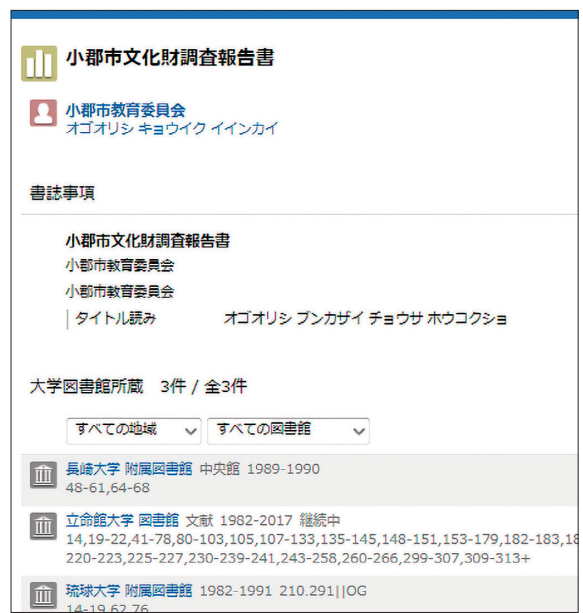 小郡市文化財調査報告書
小郡市教育委員会
オゴオリシ キョウイク イインカイ
書誌事項
小郡市文化財調査報告書
小郡市教育委員会
小郡市教育委員会
タイトル読み オゴオリシ ブンカザイ チョウサ ホウコクショ
大学図書館所蔵 3件 / 全3件
すべての地域 すべての図書館
長崎大学 附属図書館 中央館 1989-1990
48-61,64-68
立命館大学 図書館 文献 1982-2017 継続中
14,19-22,41-78,80-103,105,107-133,135-145,148-151,153-179,182-183,18
220-223,225-227,230-239-241,243-258,260-266,299-307,309-313+
琉球大学 附属図書館 1982-1991 210.291||OG
14-19,62,76